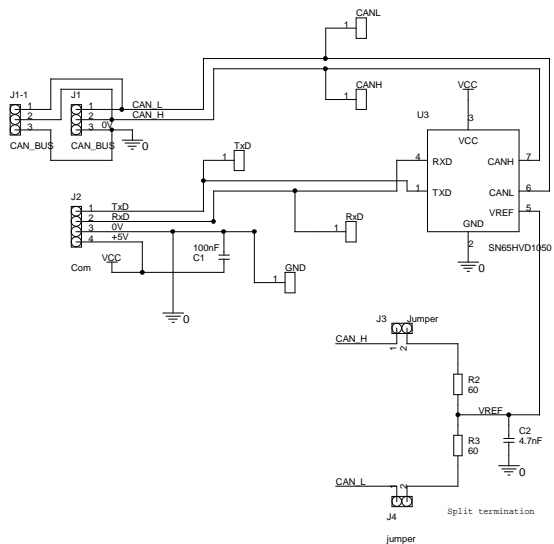 CANL
1
J1-1
J1
1
2
3
1
2
3
CAN_L
CAN_H
0V
CAN_BUS
CAN_BUS
0
CANH
1
VCC
U3
3
VCC
4
RXD
CANH
7
1
TXD
CANL
6
VREF
5
GND
2
SN65HVD1050
0
TxD
1
J2
1
TxD
2
RxD
3
0V
4
+5V
Com
VCC
100nF
C1
RxD
1
GND
1
0
J3
Jumper
CAN_H
1
2
R2
60
VREF
R3
60
C2
4.7nF
0
CAN_L
1
2
J4
jumper
Split termination